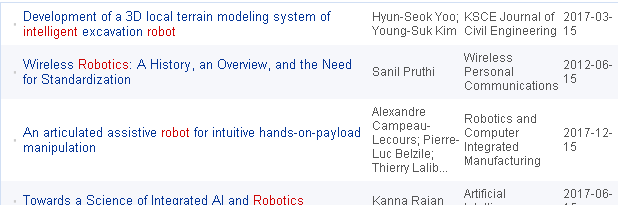 Development of a 3D local terrain modeling system of
intelligent excavation robot
Hyun-Seok Yoo;
Young-Suk Kim
KSCE Journal of
Civil Engineering
2017-03-
15
Wireless Robotics: A History, an Overview, and the Need
for Standardization
Sanil Pruthi
Wireless
Personal
Communications
2012-06-
15
An articulated assistive robot for intuitive hands-on-payload
manipulation
Alexandre
Campeau-
Lecours; Pierre-
Luc Belzile;
Thierry Lalib...
Robotics and
Computer
Integrated
Manufacturing
2017-12-
15
Towards a Science of Integrated AI and Robotics
Kanna Rajan
Artificial
2017-06-